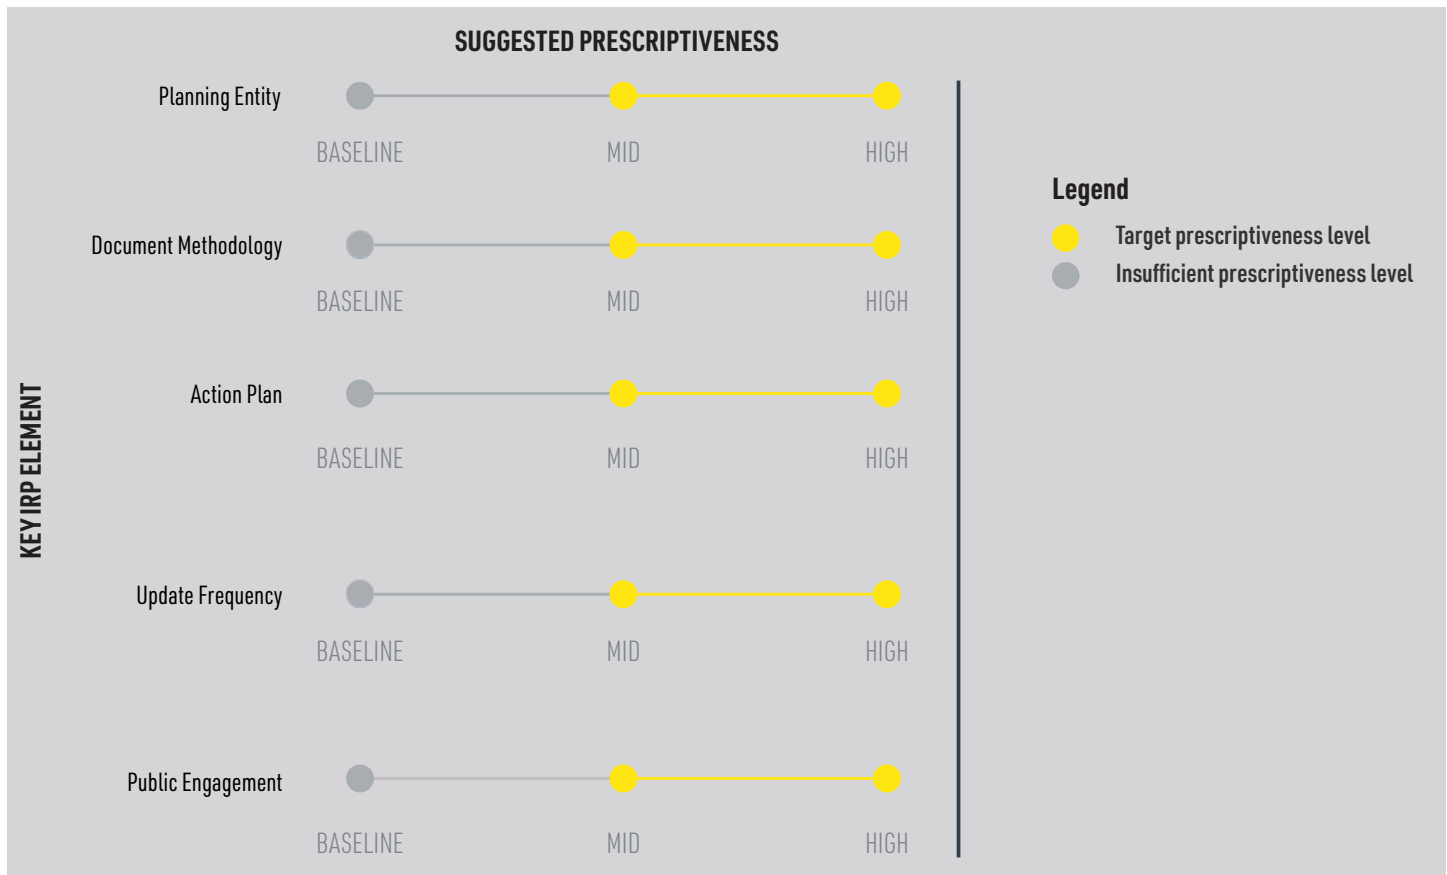 SUGGESTED PRESCRIPTIVENESS
KEY IRP ELEMENT
Planning Entity
BASELINE MID HIGH
Document Methodology
BASELINE MID HIGH
Action Plan
BASELINE MID HIGH
Update Frequency
BASELINE MID HIGH
Public Engagement
BASELINE MID HIGH
Legend
Target prescriptiveness level
Insufficient prescriptiveness level